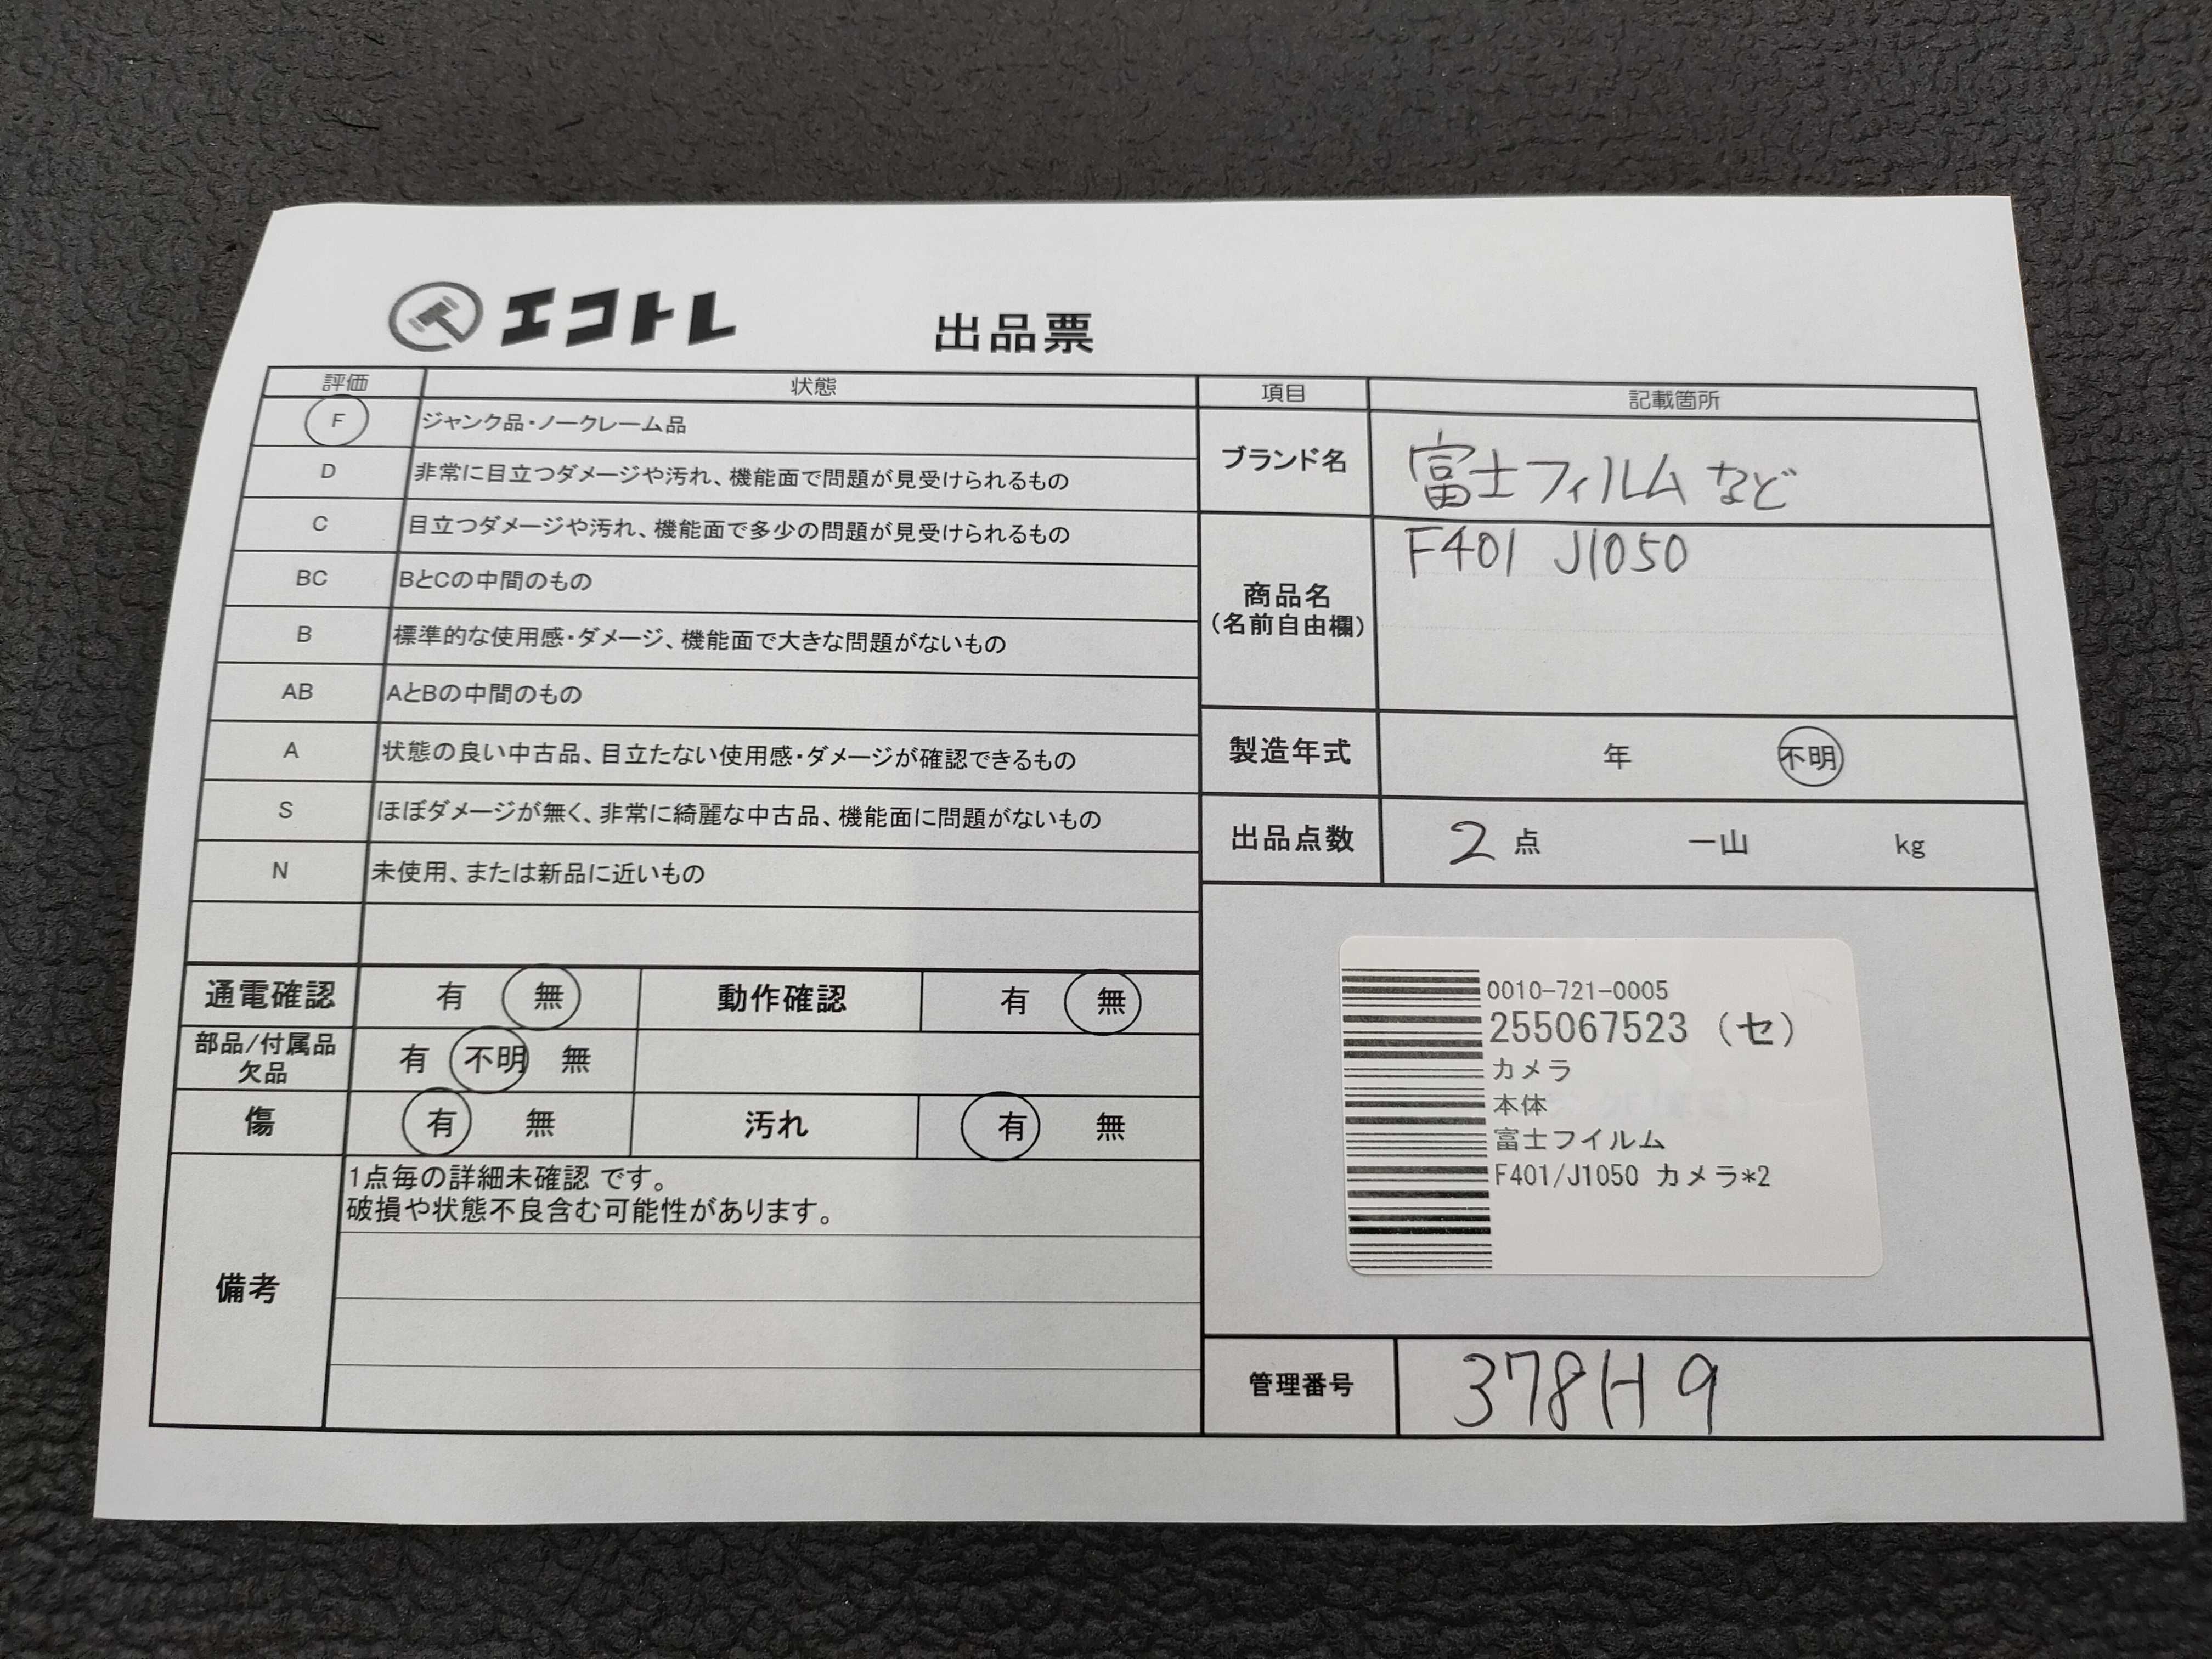 エコトレ 出品票
評価 状態
F ジャンク品・ノークレーム品
D 非常に目立つダメージや汚れ、機能面で問題が見受けられるもの
C 目立つダメージや汚れ、機能面で多少の問題が見受けられるもの
BC BとCの中間のもの
B 標準的な使用感・ダメージ、機能面で大きな問題がないもの
AB AとBの中間のもの
A 状態の良い中古品、目立たない使用感・ダメージが確認できるもの
S ほぼダメージが無く、非常に綺麗な中古品、機能面に問題がないもの
N 未使用、または新品に近いもの
通電確認 有 無 動作確認 有 無
部品/付属品
欠品 有 不明 無
傷 有 無 汚れ 有 無
備考
1点毎の詳細未確認 です。
破損や状態不良含む可能性があります。
項目 記載箇所
ブランド名 富士フィルム など
商品名
(名前自由欄)
F401 J1050
製造年式 年 不明
出品点数 2 点 一山 kg
0010-721-0005
255067523 (セ)
カメラ
本体
富士フイルム
F401/J1050 カメラ*2
管理番号 378H9